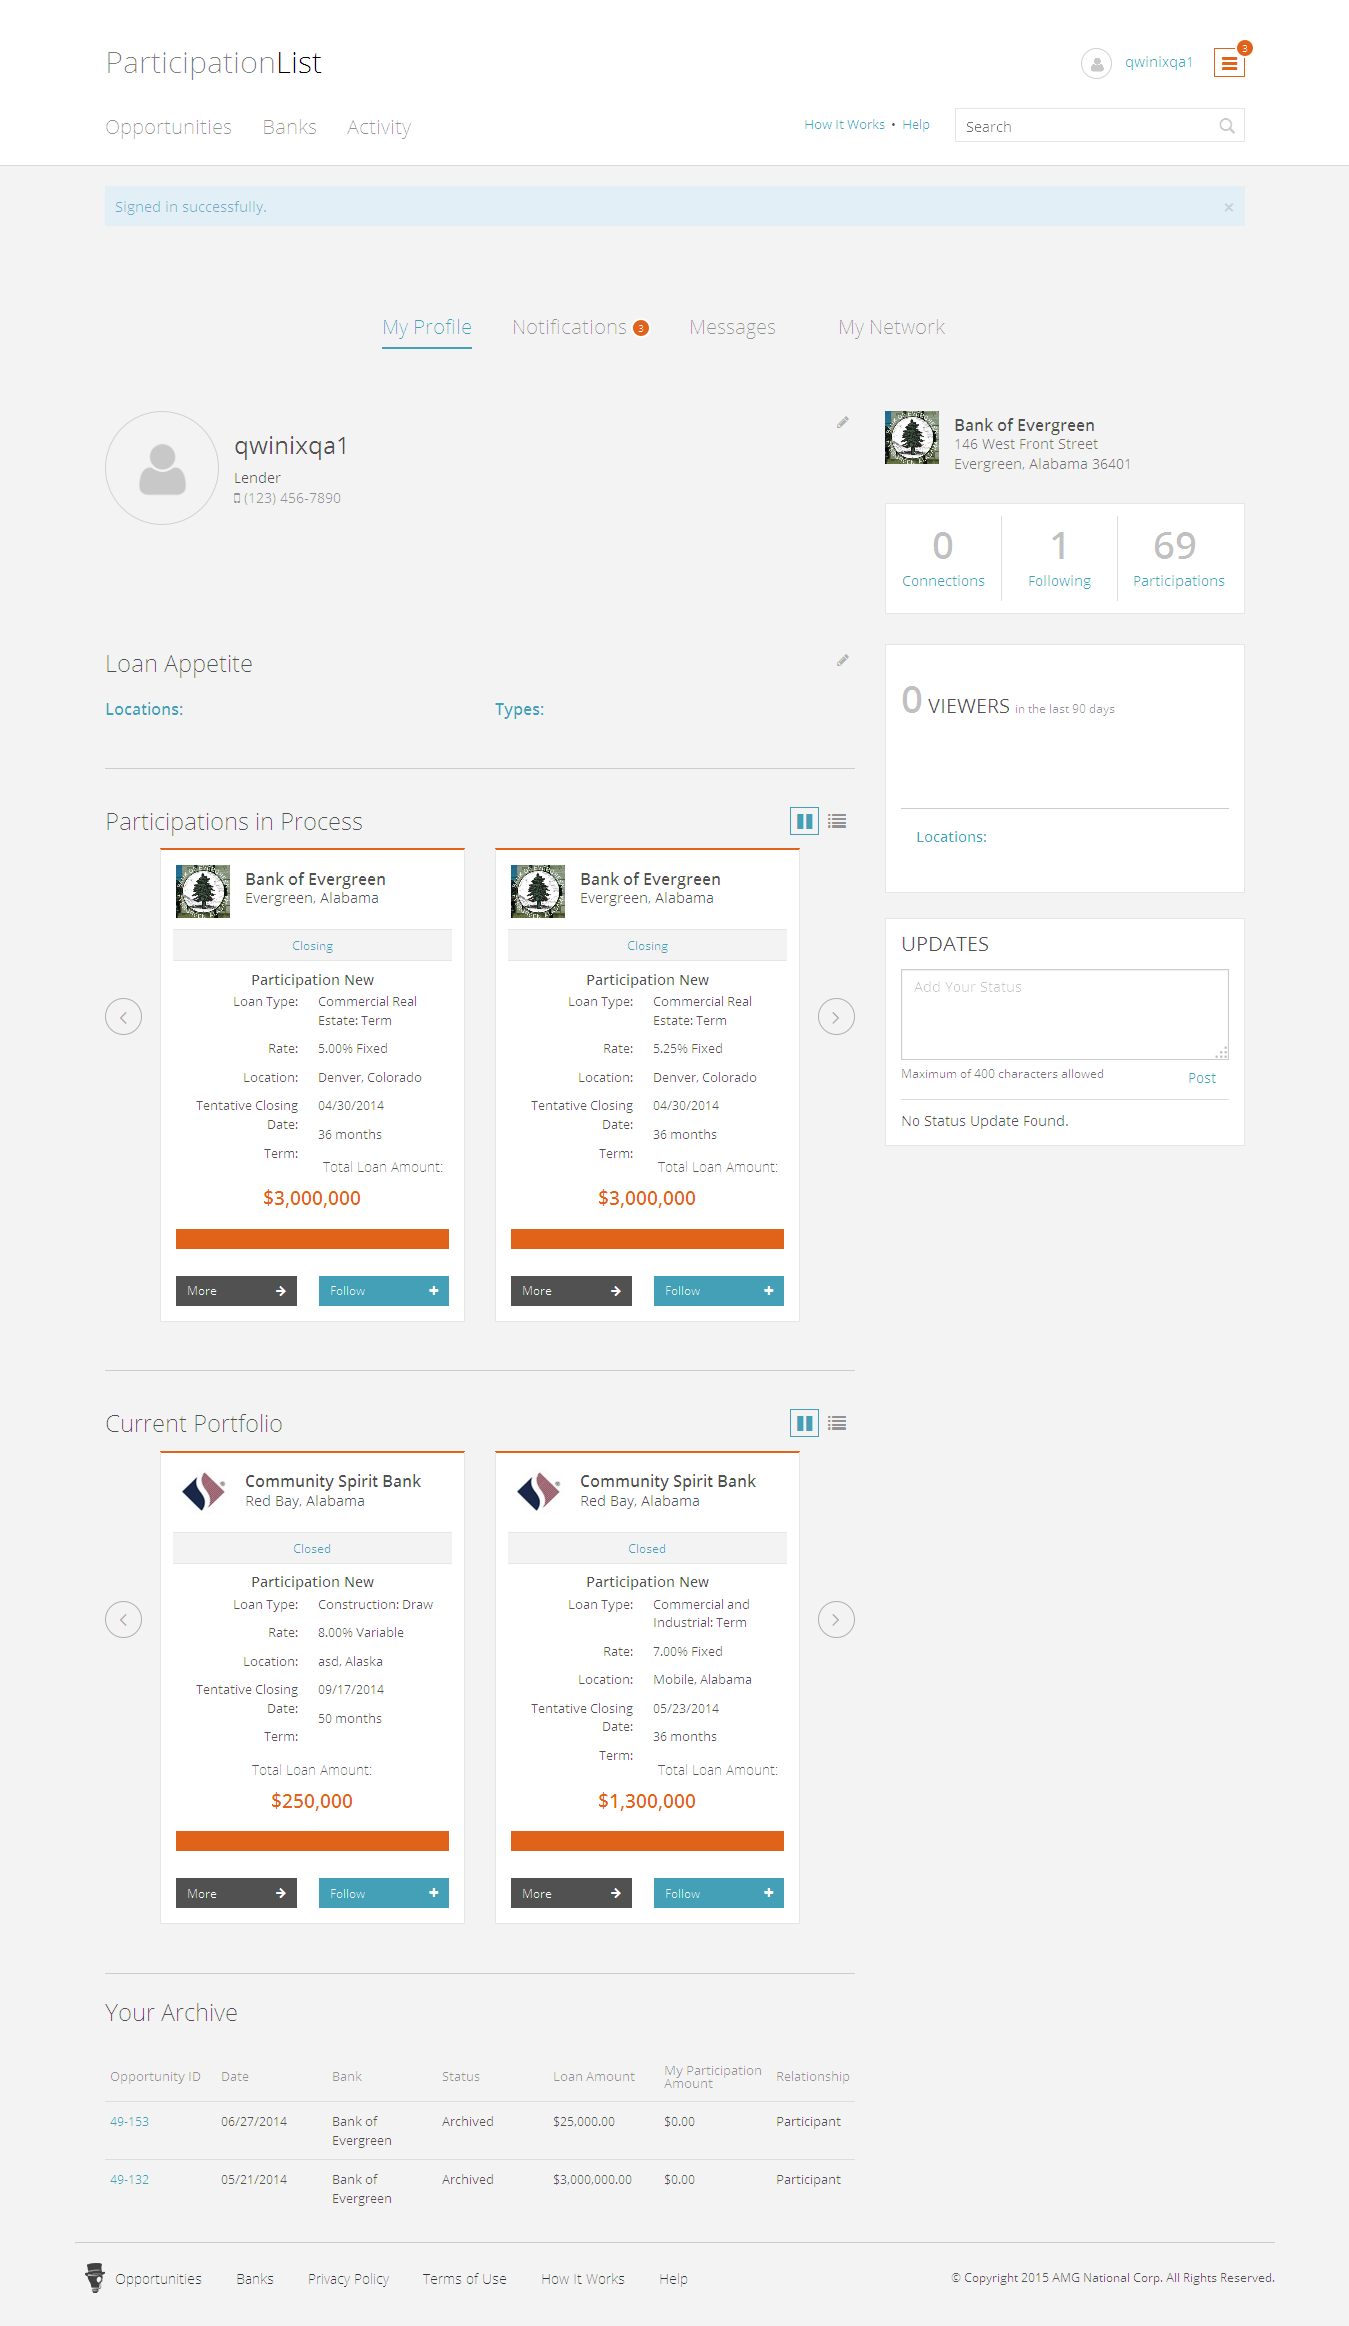 ParticipationList
qwinixqa1
3
Opportunities Banks Activity
How It Works • Help
Search
Signed in successfully.
×
My Profile Notifications 3 Messages My Network
qwinixqa1
Lender
(123) 456-7890
Bank of Evergreen
146 West Front Street
Evergreen, Alabama 36401
0 1 69
Connections Following Participations
Loan Appetite
Locations: Types:
0 VIEWERS in the last 90 days
Locations:
UPDATES
Add Your Status
Maximum of 400 characters allowed
Post
No Status Update Found.
Participations in Process
Bank of Evergreen
Evergreen, Alabama
Closing
Participation New
Loan Type: Commercial Real
Estate: Term
Rate: 5.00% Fixed
Location: Denver, Colorado
Tentative Closing 04/30/2014
Date:
36 months
Term:
Total Loan Amount:
$3,000,000
More Follow
Bank of Evergreen
Evergreen, Alabama
Closing
Participation New
Loan Type: Commercial Real
Estate: Term
Rate: 5.25% Fixed
Location: Denver, Colorado
Tentative Closing 04/30/2014
Date:
36 months
Term:
Total Loan Amount:
$3,000,000
More Follow
Current Portfolio
Community Spirit Bank
Red Bay, Alabama
Closed
Participation New
Loan Type: Construction: Draw
Rate: 8.00% Variable
Location: asd, Alaska
Tentative Closing 09/17/2014
Date:
50 months
Term:
Total Loan Amount:
$250,000
More Follow
Community Spirit Bank
Red Bay, Alabama
Closed
Participation New
Loan Type: Commercial and
Industrial: Term
Rate: 7.00% Fixed
Location: Mobile, Alabama
Tentative Closing 05/23/2014
Date:
36 months
Term:
Total Loan Amount:
$1,300,000
More Follow
Your Archive
Opportunity ID Date Bank Status Loan Amount My Participation Amount Relationship
49-153 06/27/2014 Bank of Evergreen Archived $25,000.00 $0.00 Participant
49-132 05/21/2014 Bank of Evergreen Archived $3,000,000.00 $0.00 Participant
Opportunities Banks Privacy Policy Terms of Use How It Works Help
© Copyright 2015 AMG National Corp. All Rights Reserved.